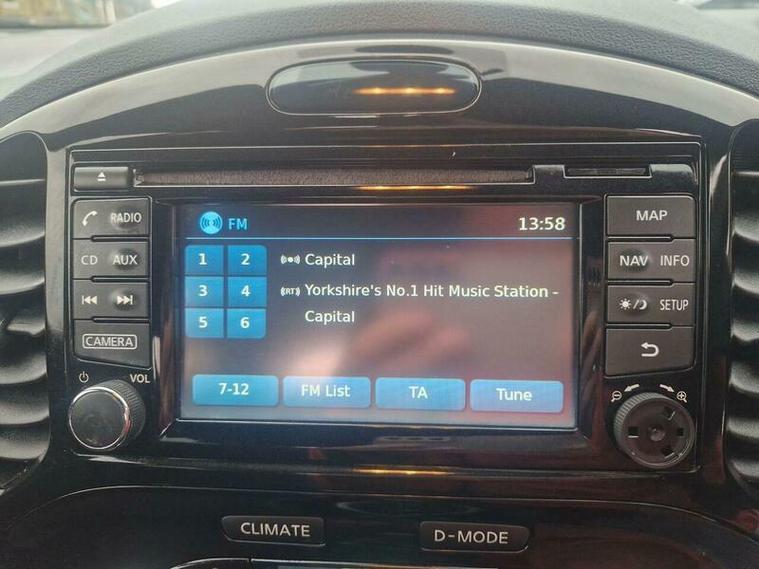 RADIO
CD AUX
CAMERA
VOL
FM 13:58
1 2
3 4
5 6
Capital
RT Yorkshire's No.1 Hit Music Station -
Capital
7-12 FM List TA Tune
MAP
NAV INFO
SETUP
CLIMATE D-MODE